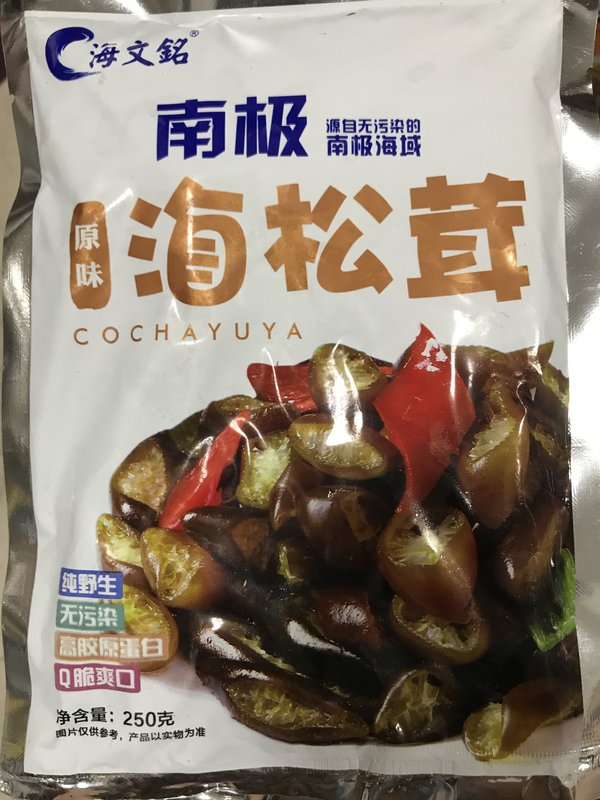 海文銘®
南极
源自无污染的
南极海域
原味
海松茸
COCHAYUYA
纯野生
无污染
高胶原蛋白
Q脆爽口
净含量：250克
图片仅供参考，产品以实物为准